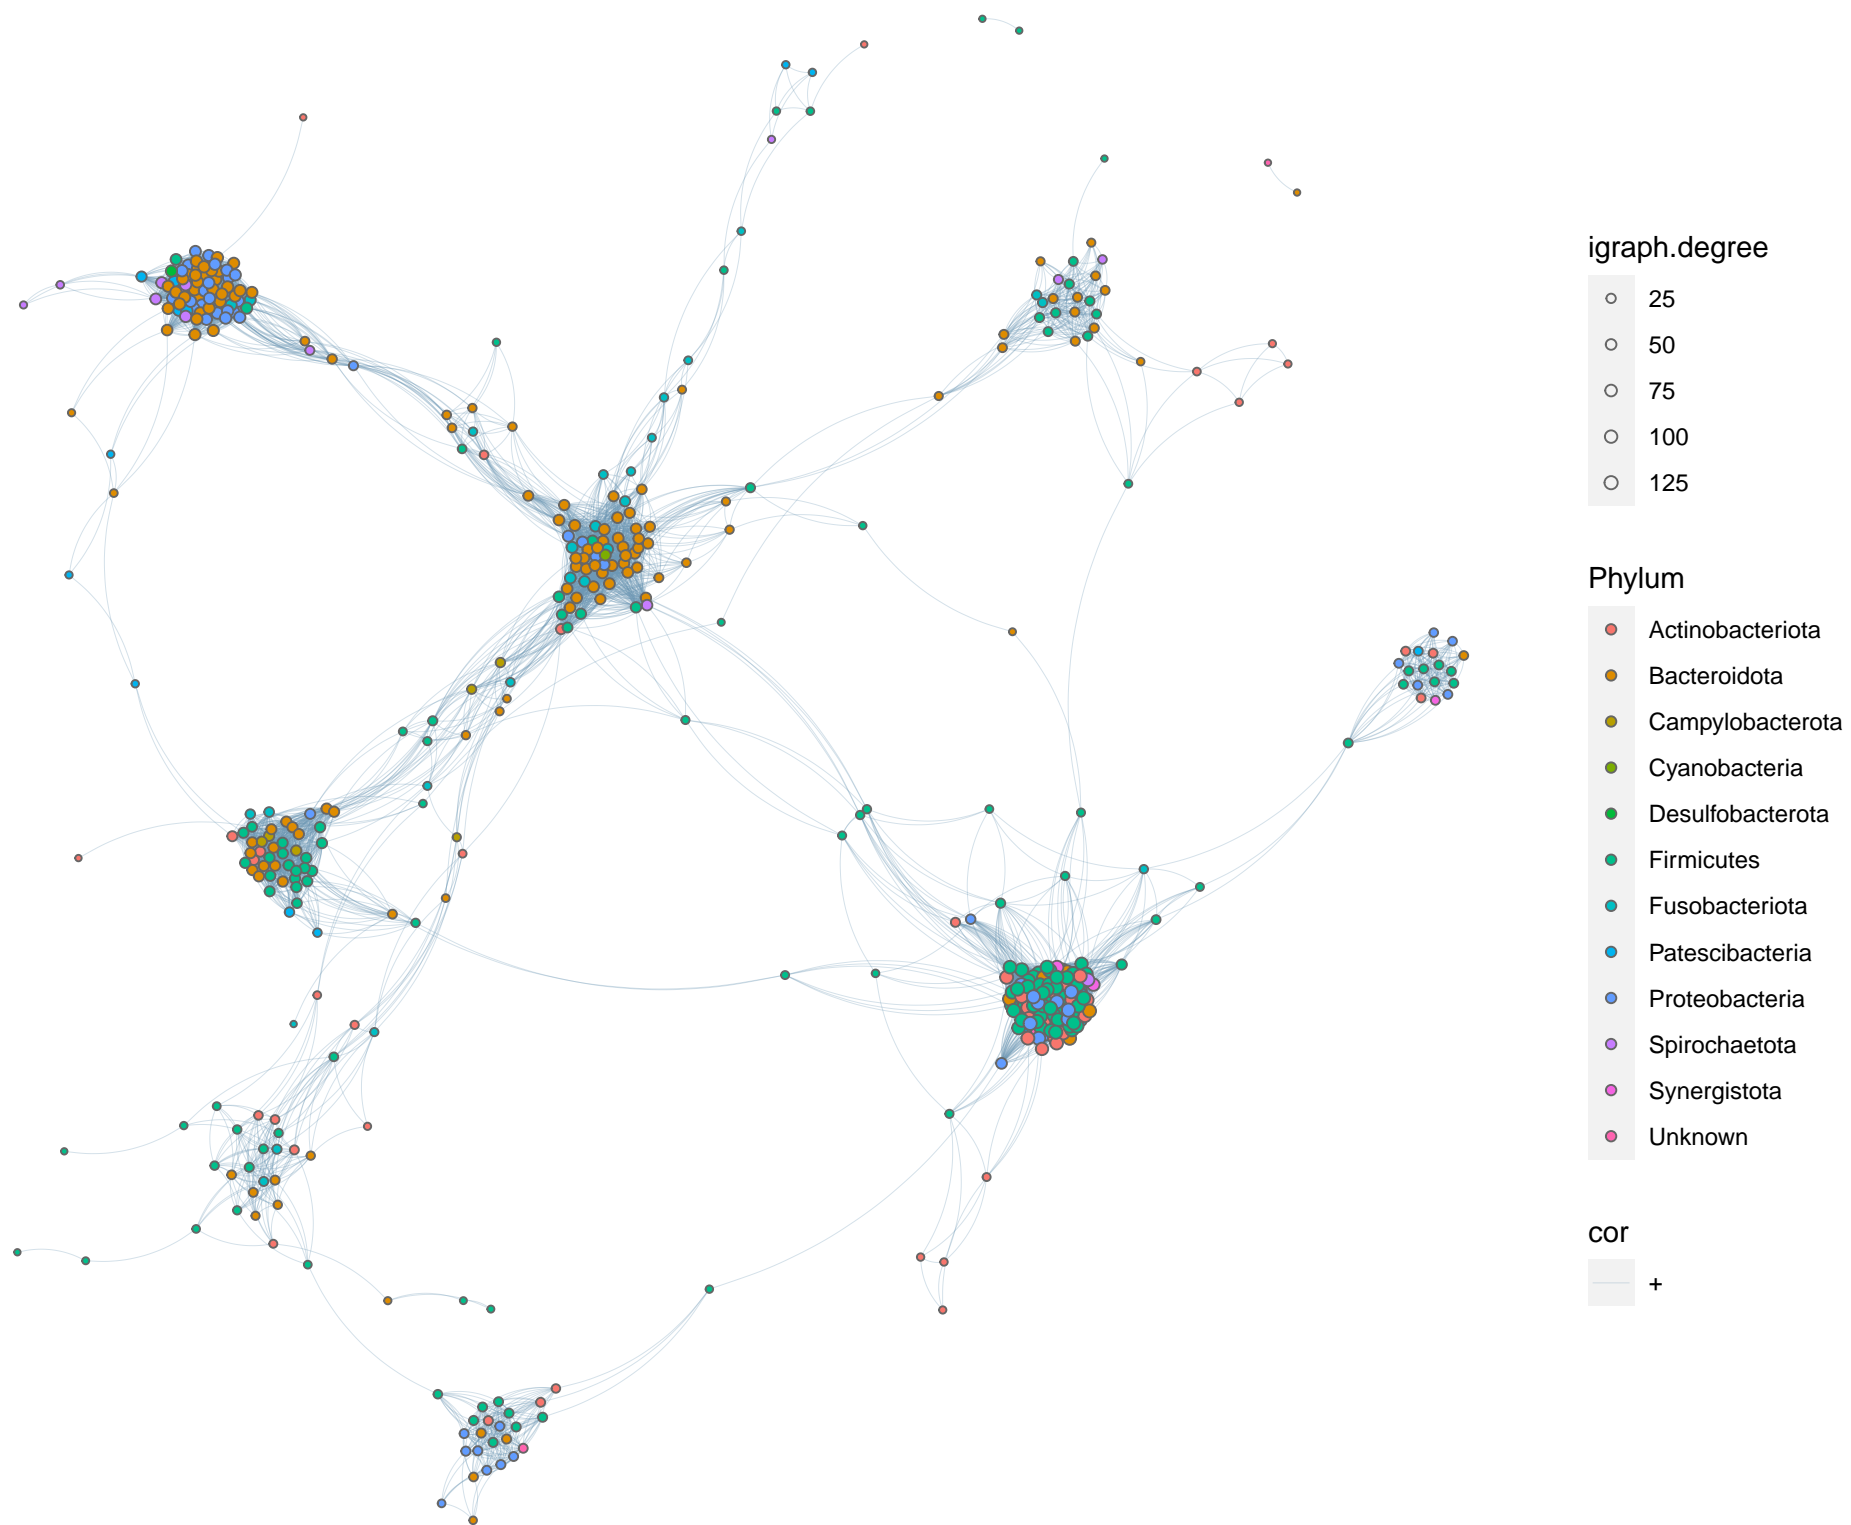 igraph.degree
25
50
75
100
125
Phylum
Actinobacteriota
Bacteroidota
Campylobacterota
Cyanobacteria
Desulfobacterota
Firmicutes
Fusobacteriota
Patescibacteria
Proteobacteria
Spirochaetota
Synergistota
Unknown
cor
+